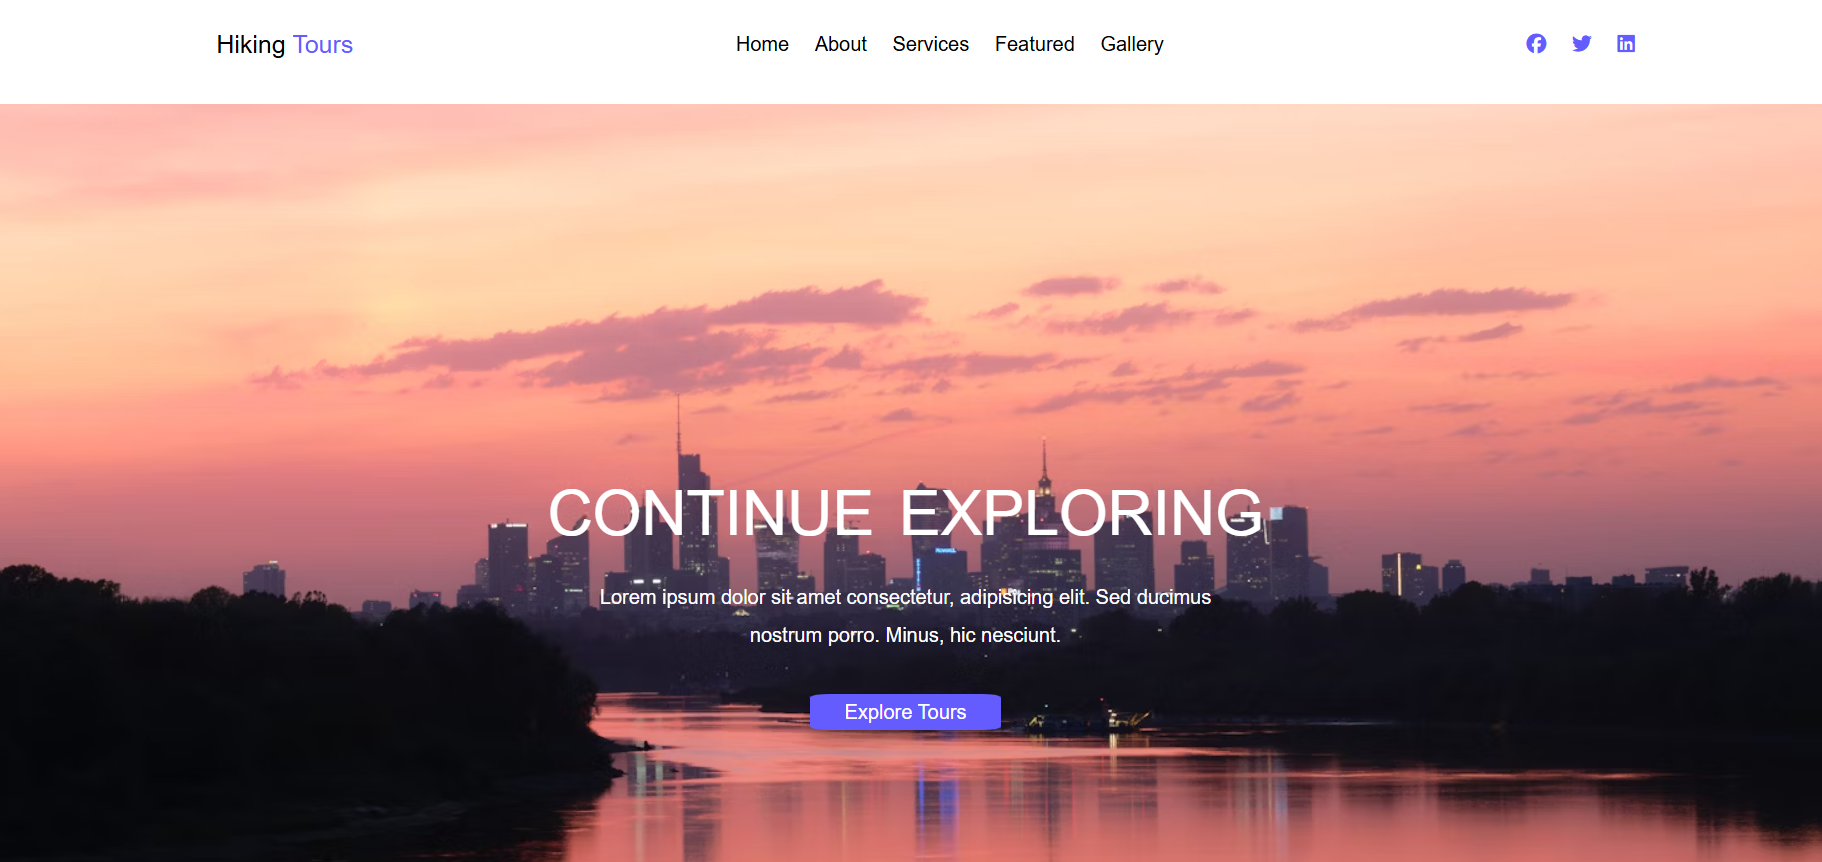 Hiking Tours
Home About Services Featured Gallery
CONTINUE EXPLORING
Lorem ipsum dolor sit amet consectetur, adipisicing elit. Sed ducimus
nostrum porro. Minus, hic nesciunt.
Explore Tours